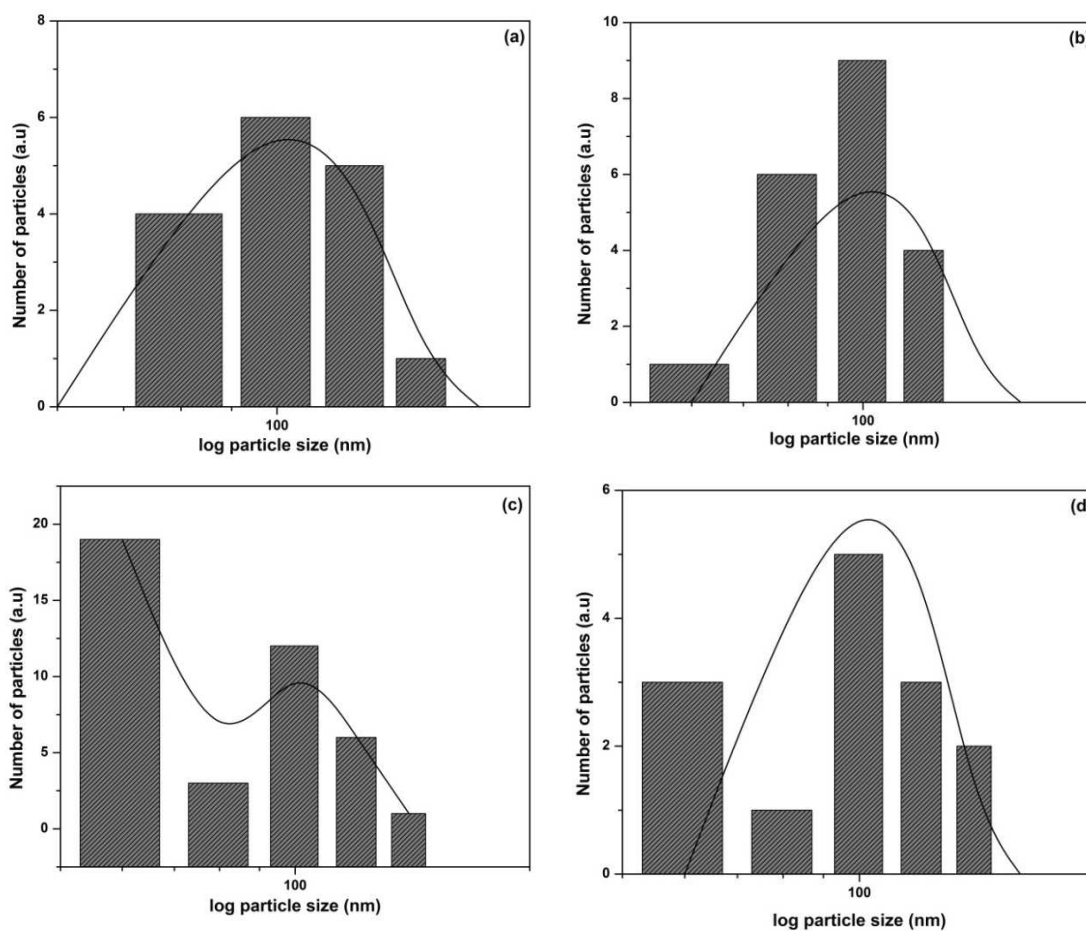 (a)
Number of particles (a.u)
8
6
4
2
0
100
log particle size (nm)
(b)
Number of particles (a.u)
10
8
6
4
2
0
100
log particle size (nm)
(c)
Number of particles (a.u)
20
15
10
5
0
100
log particle size (nm)
(d
Number of particles (a.u)
6
4
2
0
100
log particle size (nm)